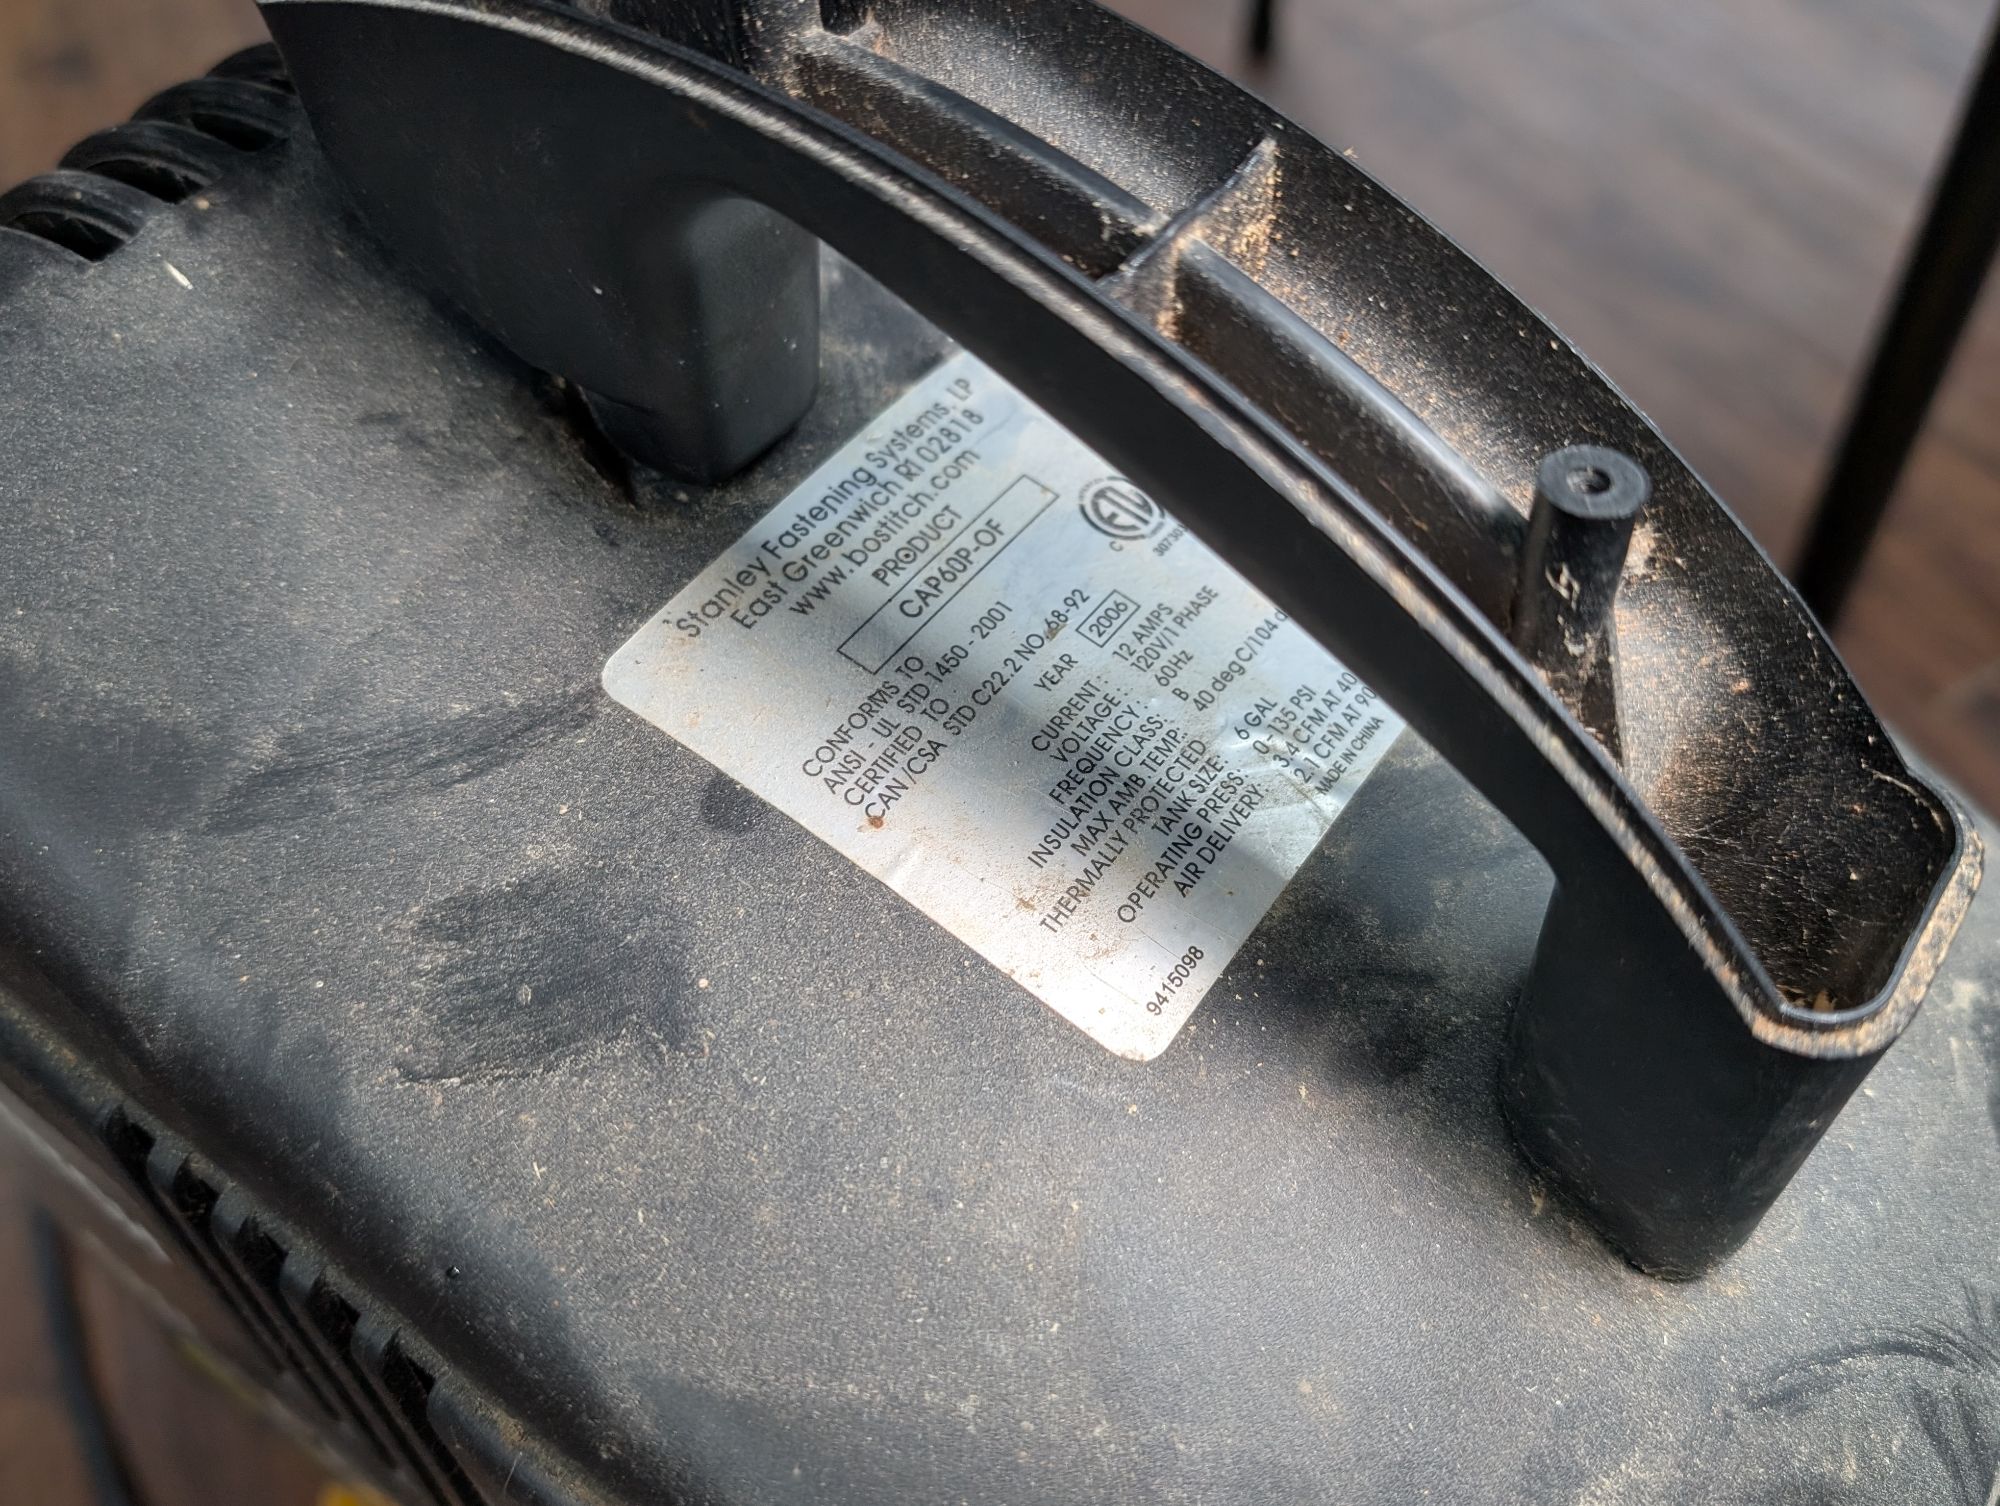 Stanley Fastening Systems, LP
East Greenwich RI 02818
www.bostitch.com
PRODUCT
CAP60P-OF
CONFORMS TO
ANSI - UL STD 1450 - 2001
CERTIFIED TO
CAN/CSA STD C22.2 NO. 68-92
C ETL
YEAR 2006
CURRENT: 12 AMPS
VOLTAGE: 120V/1 PHASE
FREQUENCY: 60Hz
INSULATION CLASS: B
MAX AMB TEMP: 40 deg C/104
THERMALLY PROTECTED
TANK SIZE: 6 GAL
OPERATING PRESS: 0-135 PSI
AIR DELIVERY: 3.4 CFM AT 40
2.1 CFM AT 90
MADE IN CHINA
9415098